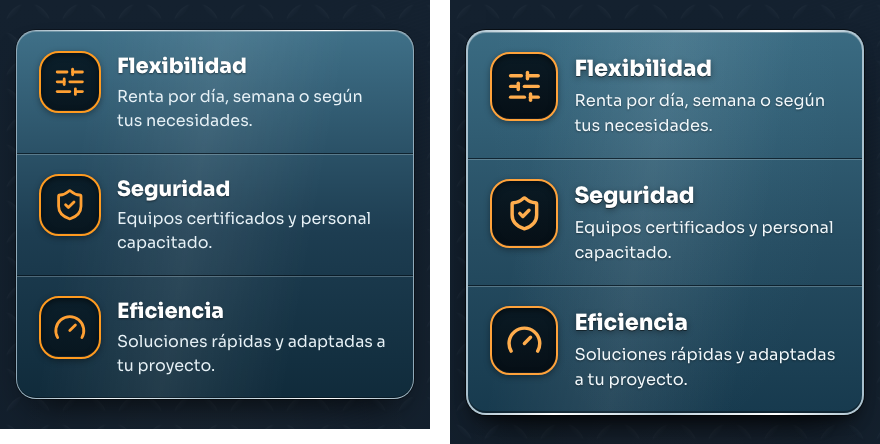 Flexibilidad
Renta por día, semana o según
tus necesidades.
Seguridad
Equipos certificados y personal
capacitado.
Eficiencia
Soluciones rápidas y adaptadas a
tu proyecto.
Flexibilidad
Renta por día, semana o según
tus necesidades.
Seguridad
Equipos certificados y personal
capacitado.
Eficiencia
Soluciones rápidas y adaptadas
a tu proyecto.